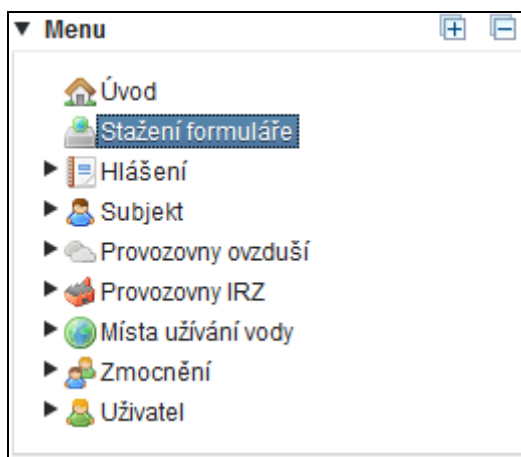 Menu
Úvod
Stažení formuláře
Hlášení
Subjekt
Provozovny ovzduší
Provozovny IRZ
Místa užívání vody
Zmocnění
Uživatel